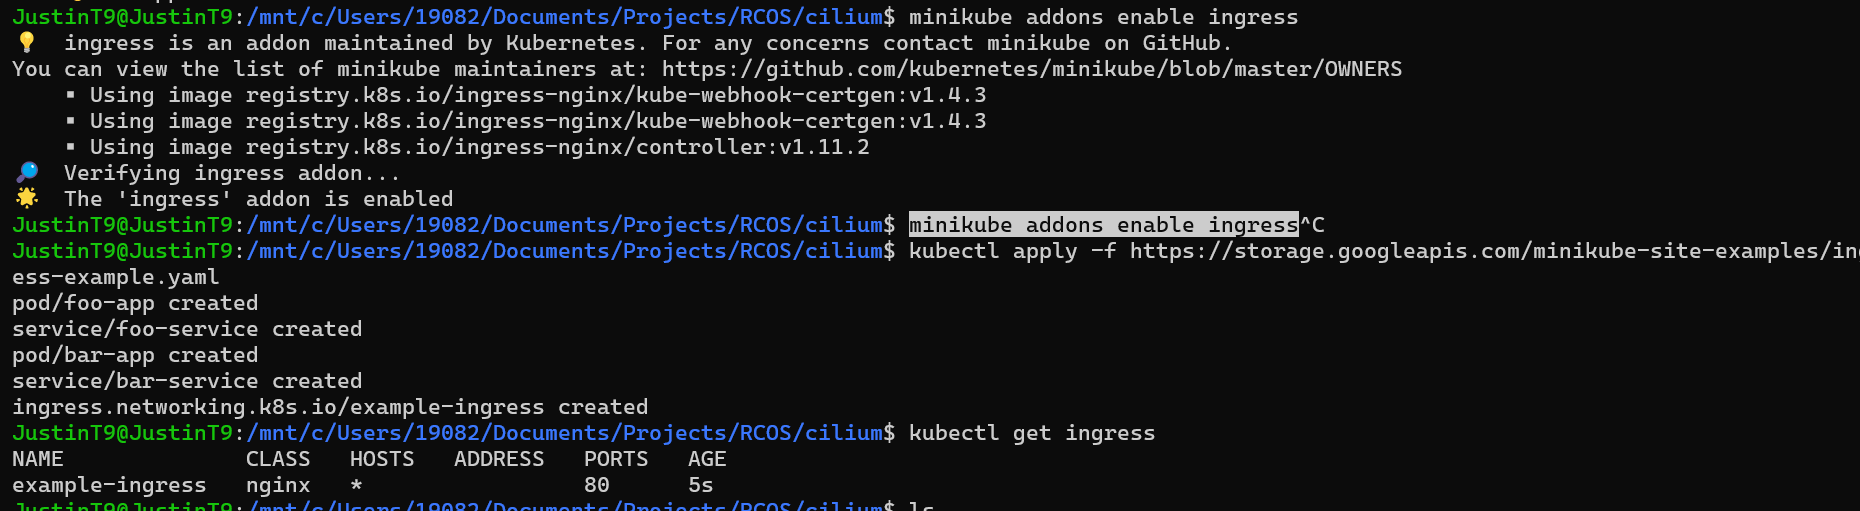 JustinT9@JustinT9:/mnt/c/Users/19082/Documents/Projects/RCOS/cilium$ minikube addons enable ingress
💡  ingress is an addon maintained by Kubernetes. For any concerns contact minikube on GitHub.
You can view the list of minikube maintainers at: https://github.com/kubernetes/minikube/blob/master/OWNERS
    ▪ Using image registry.k8s.io/ingress-nginx/kube-webhook-certgen:v1.4.3
    ▪ Using image registry.k8s.io/ingress-nginx/kube-webhook-certgen:v1.4.3
    ▪ Using image registry.k8s.io/ingress-nginx/controller:v1.11.2
🔎  Verifying ingress addon...
🌟  The 'ingress' addon is enabled
JustinT9@JustinT9:/mnt/c/Users/19082/Documents/Projects/RCOS/cilium$ minikube addons enable ingress^C
JustinT9@JustinT9:/mnt/c/Users/19082/Documents/Projects/RCOS/cilium$ kubectl apply -f https://storage.googleapis.com/minikube-site-examples/in
ess-example.yaml
pod/foo-app created
service/foo-service created
pod/bar-app created
service/bar-service created
ingress.networking.k8s.io/example-ingress created
JustinT9@JustinT9:/mnt/c/Users/19082/Documents/Projects/RCOS/cilium$ kubectl get ingress
NAME              CLASS   HOSTS   ADDRESS   PORTS   AGE
example-ingress   nginx   *                 80      5s
JustinT9@JustinT9:/mnt/c/Users/19082/Documents/Projects/RCOS/cilium$ ls